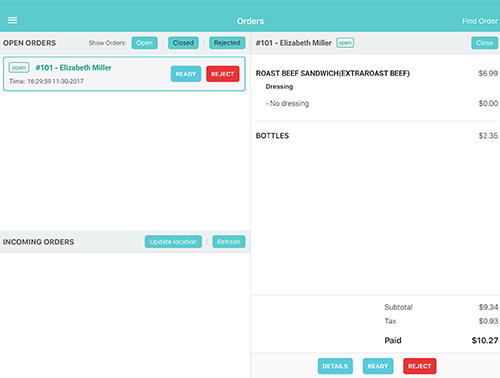 Orders
Find Order
OPEN ORDERS
Show Orders: Open | Closed | Rejected
open #101 - Elizabeth Miller
Time: 16:29:59 11-30-2017
READY REJECT
INCOMING ORDERS
Update location | Refresh
#101 - Elizabeth Miller open
Close
ROAST BEEF SANDWICH(EXTRAROAST BEEF) $6.99
Dressing
- No dressing $0.00
BOTTLES $2.35
Subtotal $9.34
Tax $0.93
Paid $10.27
DETAILS READY REJECT